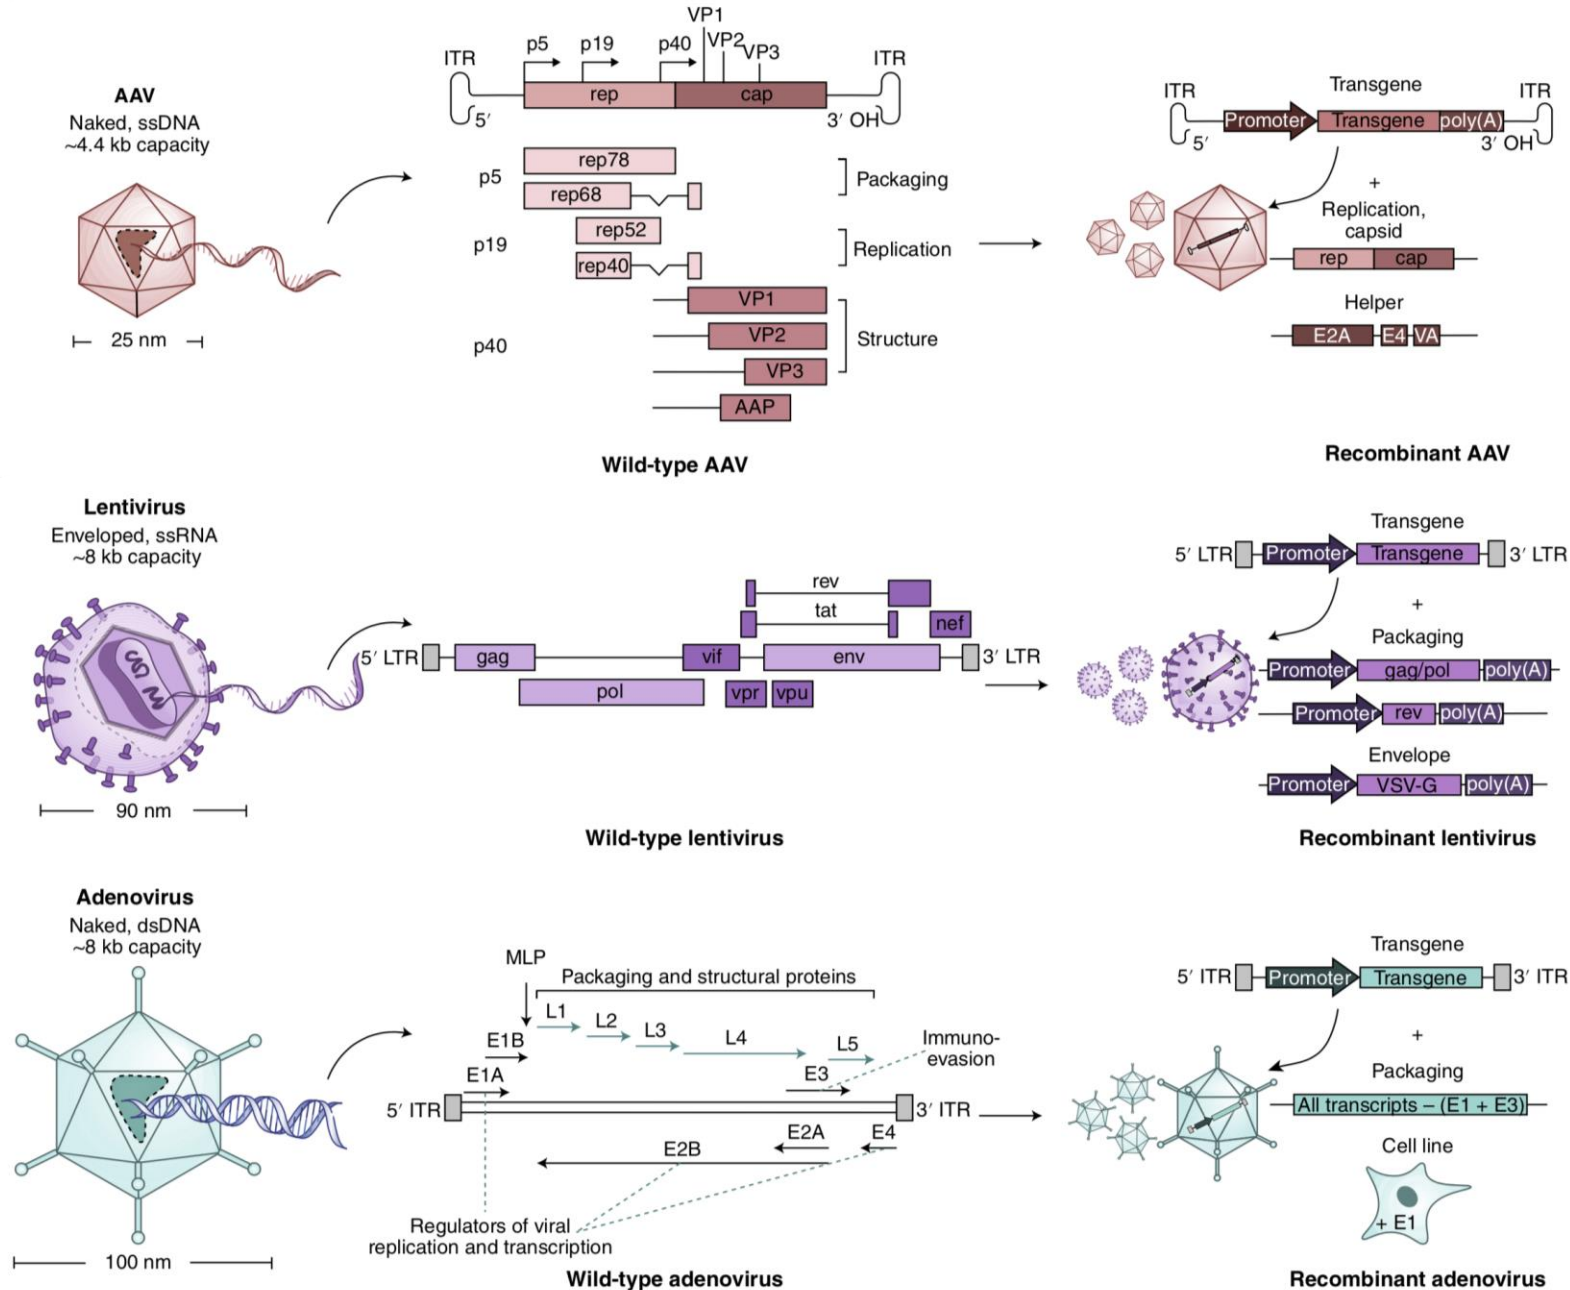 AAV
Naked, ssDNA
~4.4 kb capacity
25 nm
ITR
p5
p19
p40
VP1
VP2
VP3
ITR
rep
cap
5′
3′ OH
p5
rep78
rep68
Packaging
p19
rep52
rep40
Replication
p40
VP1
VP2
VP3
AAP
Structure
Wild-type AAV
ITR
Transgene
ITR
Promoter
Transgene
poly(A)
5′
3′ OH
+
Replication,
capsid
rep
cap
Helper
E2A
E4
VA
Recombinant AAV
Lentivirus
Enveloped, ssRNA
~8 kb capacity
90 nm
rev
tat
nef
5′ LTR
gag
vif
env
3′ LTR
pol
vpr
vpu
Wild-type lentivirus
Transgene
5′ LTR
Promoter
Transgene
3′ LTR
+
Packaging
Promoter
gag/pol
poly(A)
Promoter
rev
poly(A)
Envelope
Promoter
VSV-G
poly(A)
Recombinant lentivirus
Adenovirus
Naked, dsDNA
~8 kb capacity
100 nm
MLP
Packaging and structural proteins
L1
L2
L3
L4
L5
E1B
E1A
E3
Immuno-
evasion
5′ ITR
3′ ITR
E2B
E2A
E4
Regulators of viral
replication and transcription
Wild-type adenovirus
Transgene
5′ ITR
Promoter
Transgene
3′ ITR
+
Packaging
All transcripts – (E1 + E3)
Cell line
+ E1
Recombinant adenovirus